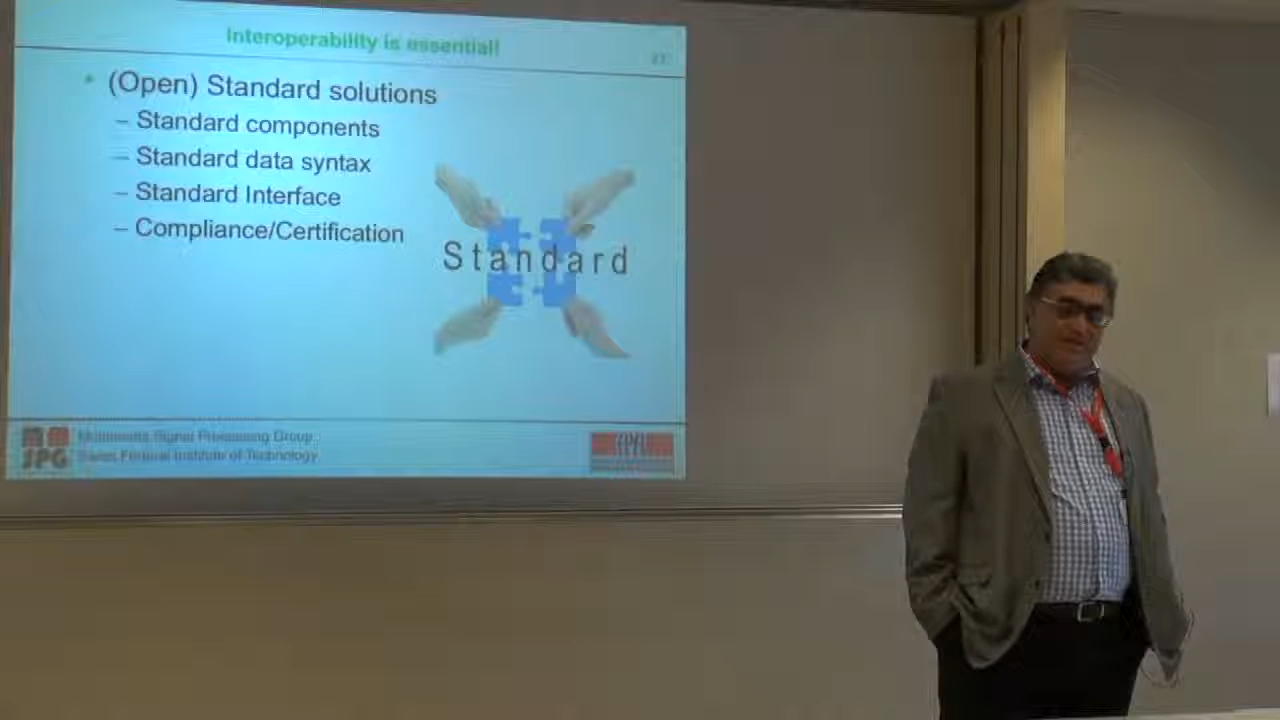 Interoperability is essential!
• (Open) Standard solutions
– Standard components
– Standard data syntax
– Standard Interface
– Compliance/Certification
Standard
Multimedia Signal Processing Group
Swiss Federal Institute of Technology